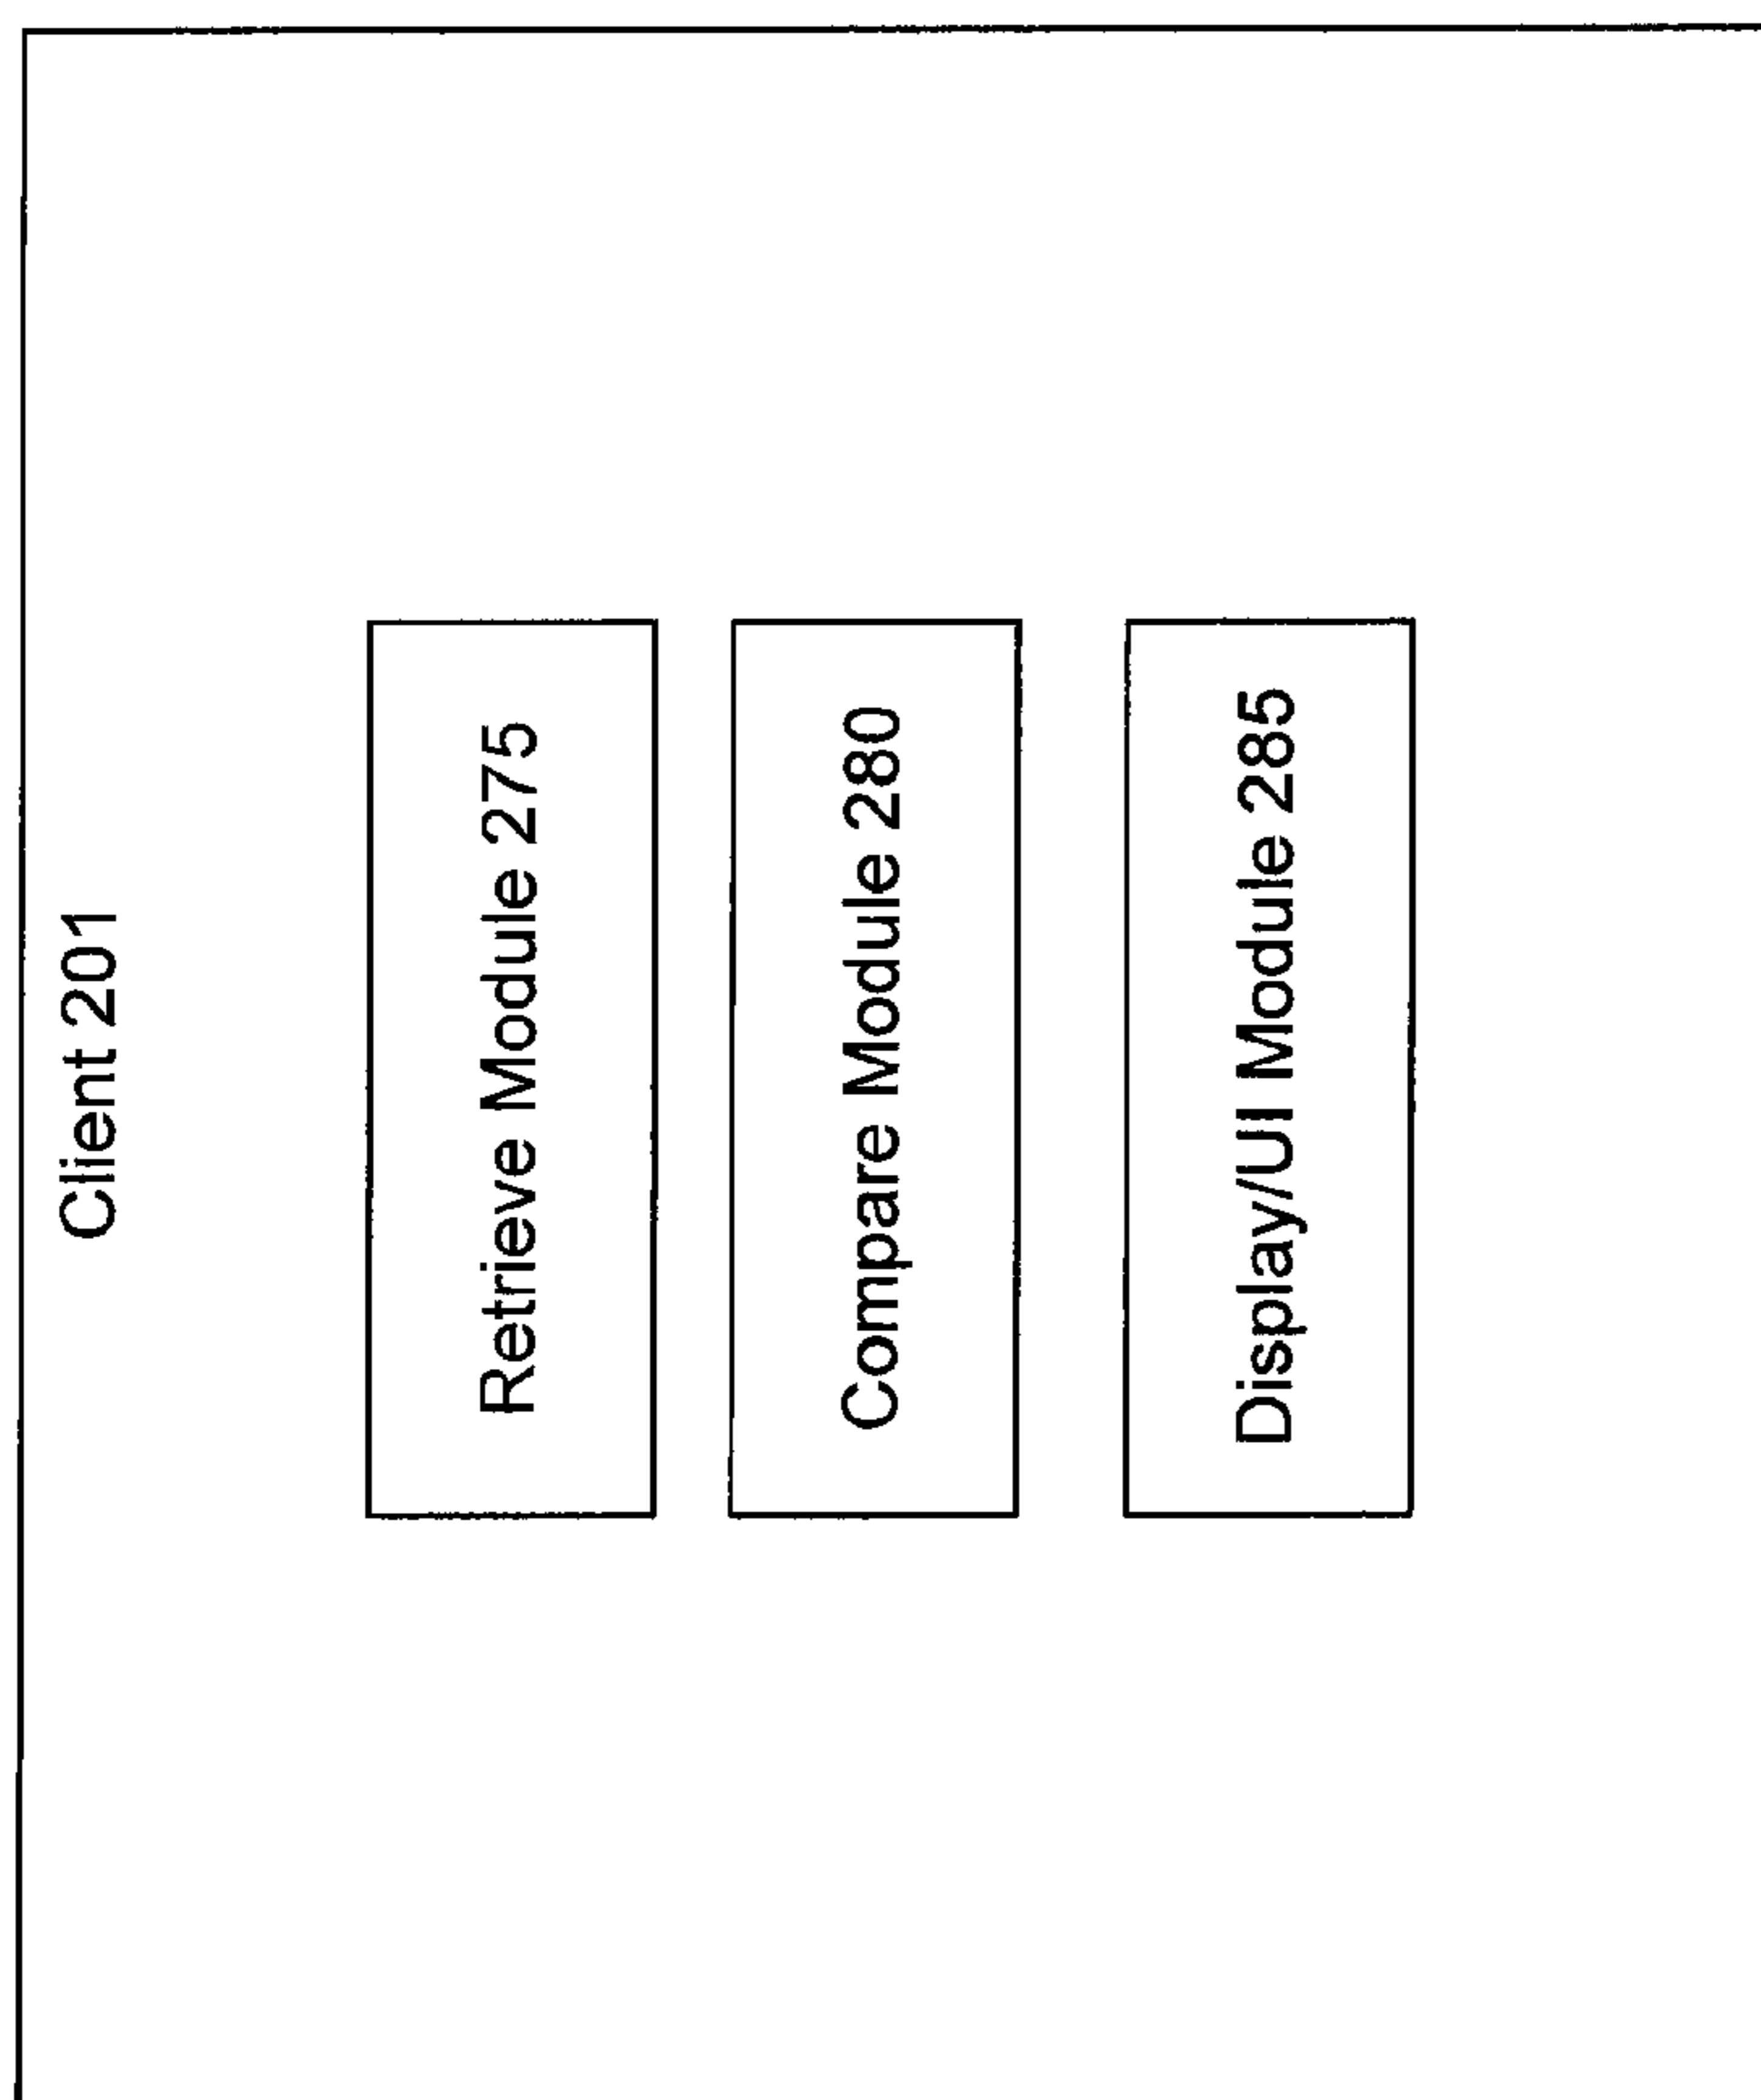 Client 201
Retrieve Module 275
Compare Module 280
Display/UI Module 285